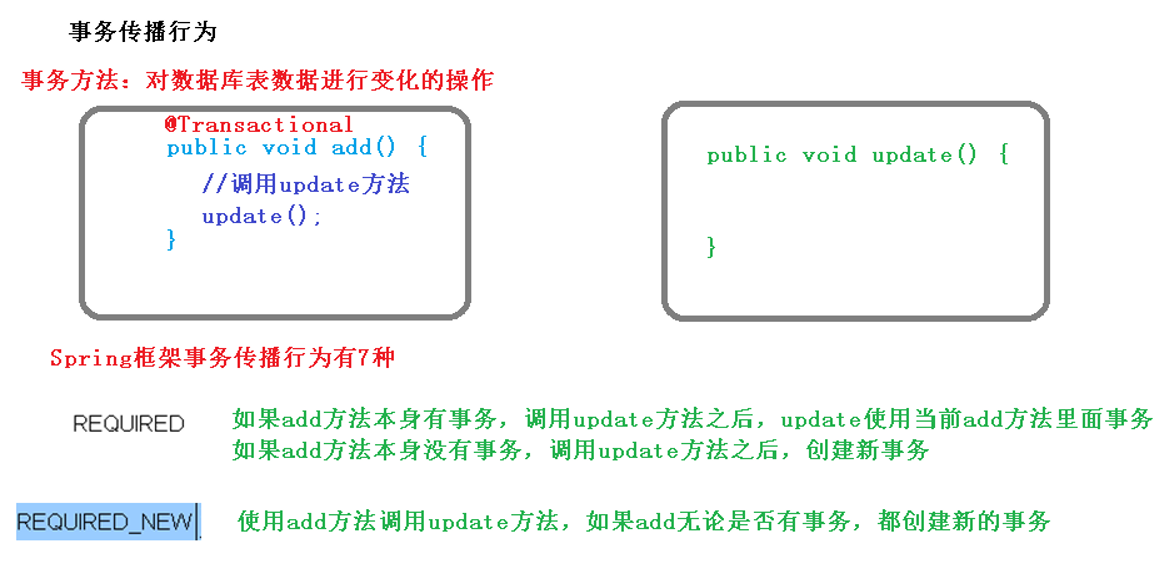 事务传播行为
事务方法：对数据库表数据进行变化的操作
@Transactional
public void add() {
//调用update方法
update();
}
public void update() {
}
Spring框架事务传播行为有7种
REQUIRED
如果add方法本身有事务，调用update方法之后，update使用当前add方法里面事务
如果add方法本身没有事务，调用update方法之后，创建新事务
REQUIRED_NEW
使用add方法调用update方法，如果add无论是否有事务，都创建新的事务